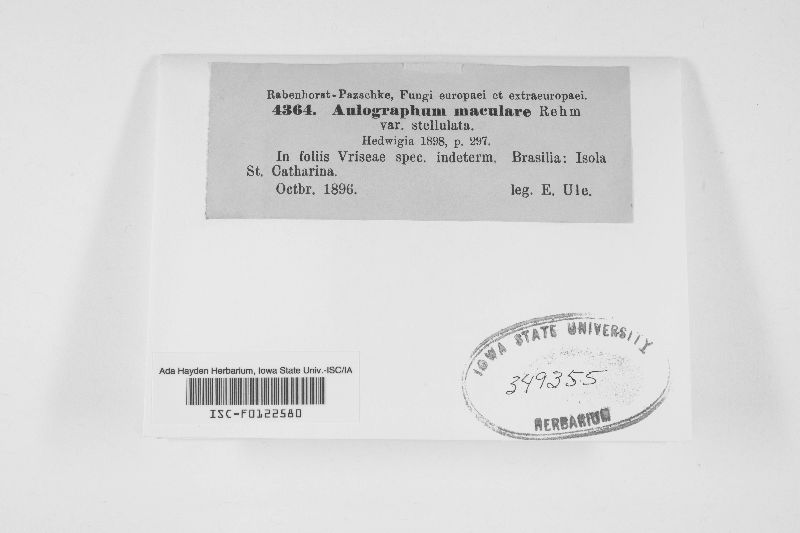 Rabenhorst-Pazschke, Fungi europaei et extraeuropaei.
4364. Aulographum maculare Rehm
var. stellulata.
Hedwigia 1898, p. 297.
In foliis Vriseae spec. indeterm. Brasilia: Isola
St. Catharina.
Octbr. 1896. leg. E. Ule.
IOWA STATE UNIVERSITY
349355
HERBARIUM
Ada Hayden Herbarium, Iowa State Univ.-ISC/IA
ISC-F0122580